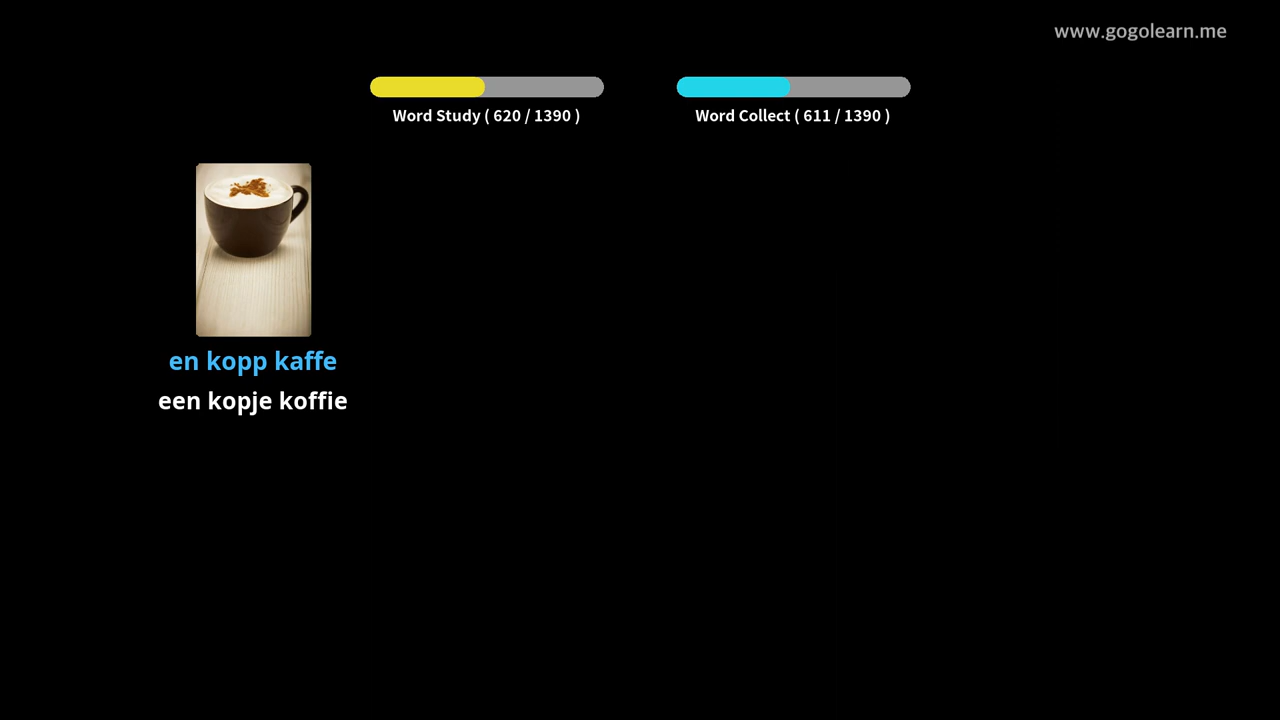 www.gogolearn.me
Word Study ( 620 / 1390 )
Word Collect ( 611 / 1390 )
en kopp kaffe
een kopje koffie